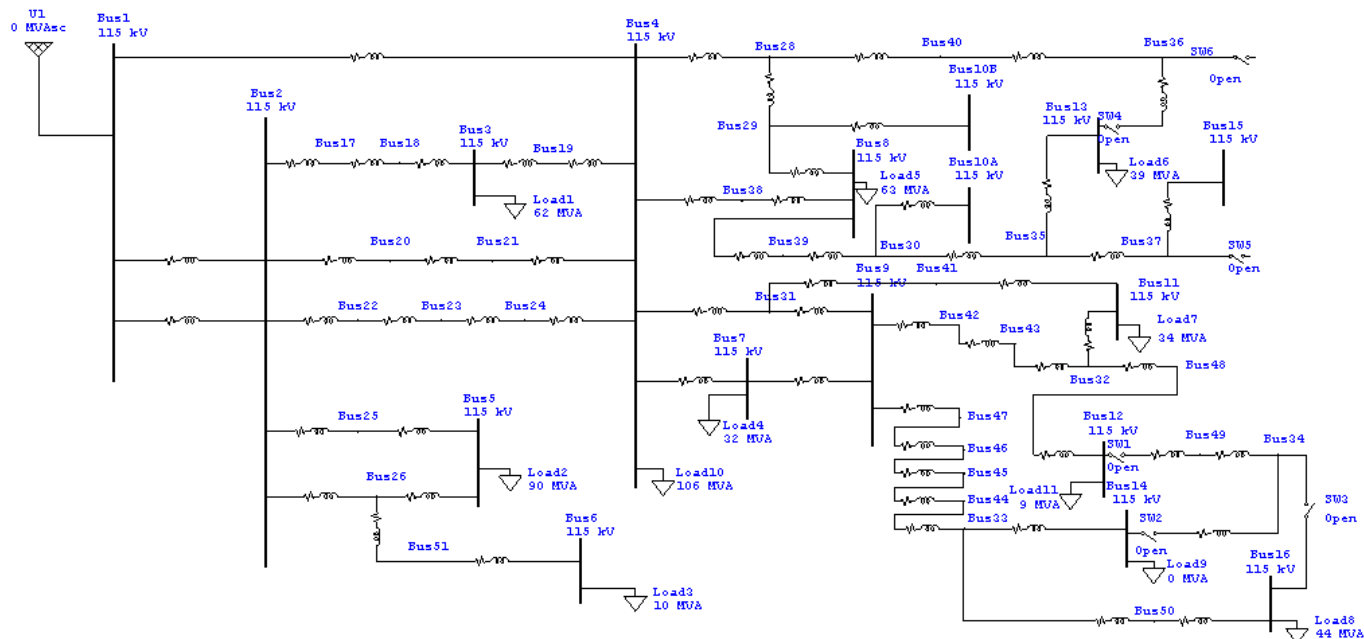 U1
0 MVAsc
Bus1
115 kV
Bus4
115 kV
Bus28
Bus40
Bus36
SW6
Open
Bus2
115 kV
Bus10B
115 kV
Bus13
115 kV
SW4
Open
Bus15
115 kV
Bus17
Bus18
Bus3
115 kV
Bus19
Bus29
Bus8
115 kV
Bus10A
115 kV
Load5
63 MVA
Load6
39 MVA
Load1
62 MVA
Bus38
Bus20
Bus21
Bus39
Bus30
Bus35
Bus37
SW5
Open
Bus9
115 kV
Bus41
Bus11
115 kV
Bus22
Bus23
Bus24
Bus31
Bus42
Bus43
Load7
34 MVA
Bus7
115 kV
Bus32
Bus48
Bus5
115 kV
Bus25
Load4
32 MVA
Bus47
Bus12
115 kV
SW1
Open
Bus49
Bus34
Bus46
Bus26
Load2
90 MVA
Load10
106 MVA
Bus45
Bus44
Load11
9 MVA
Bus14
115 kV
SW3
Open
Bus6
115 kV
Bus33
SW2
Open
Bus51
Bus16
115 kV
Load9
0 MVA
Load3
10 MVA
Bus50
Load8
44 MVA